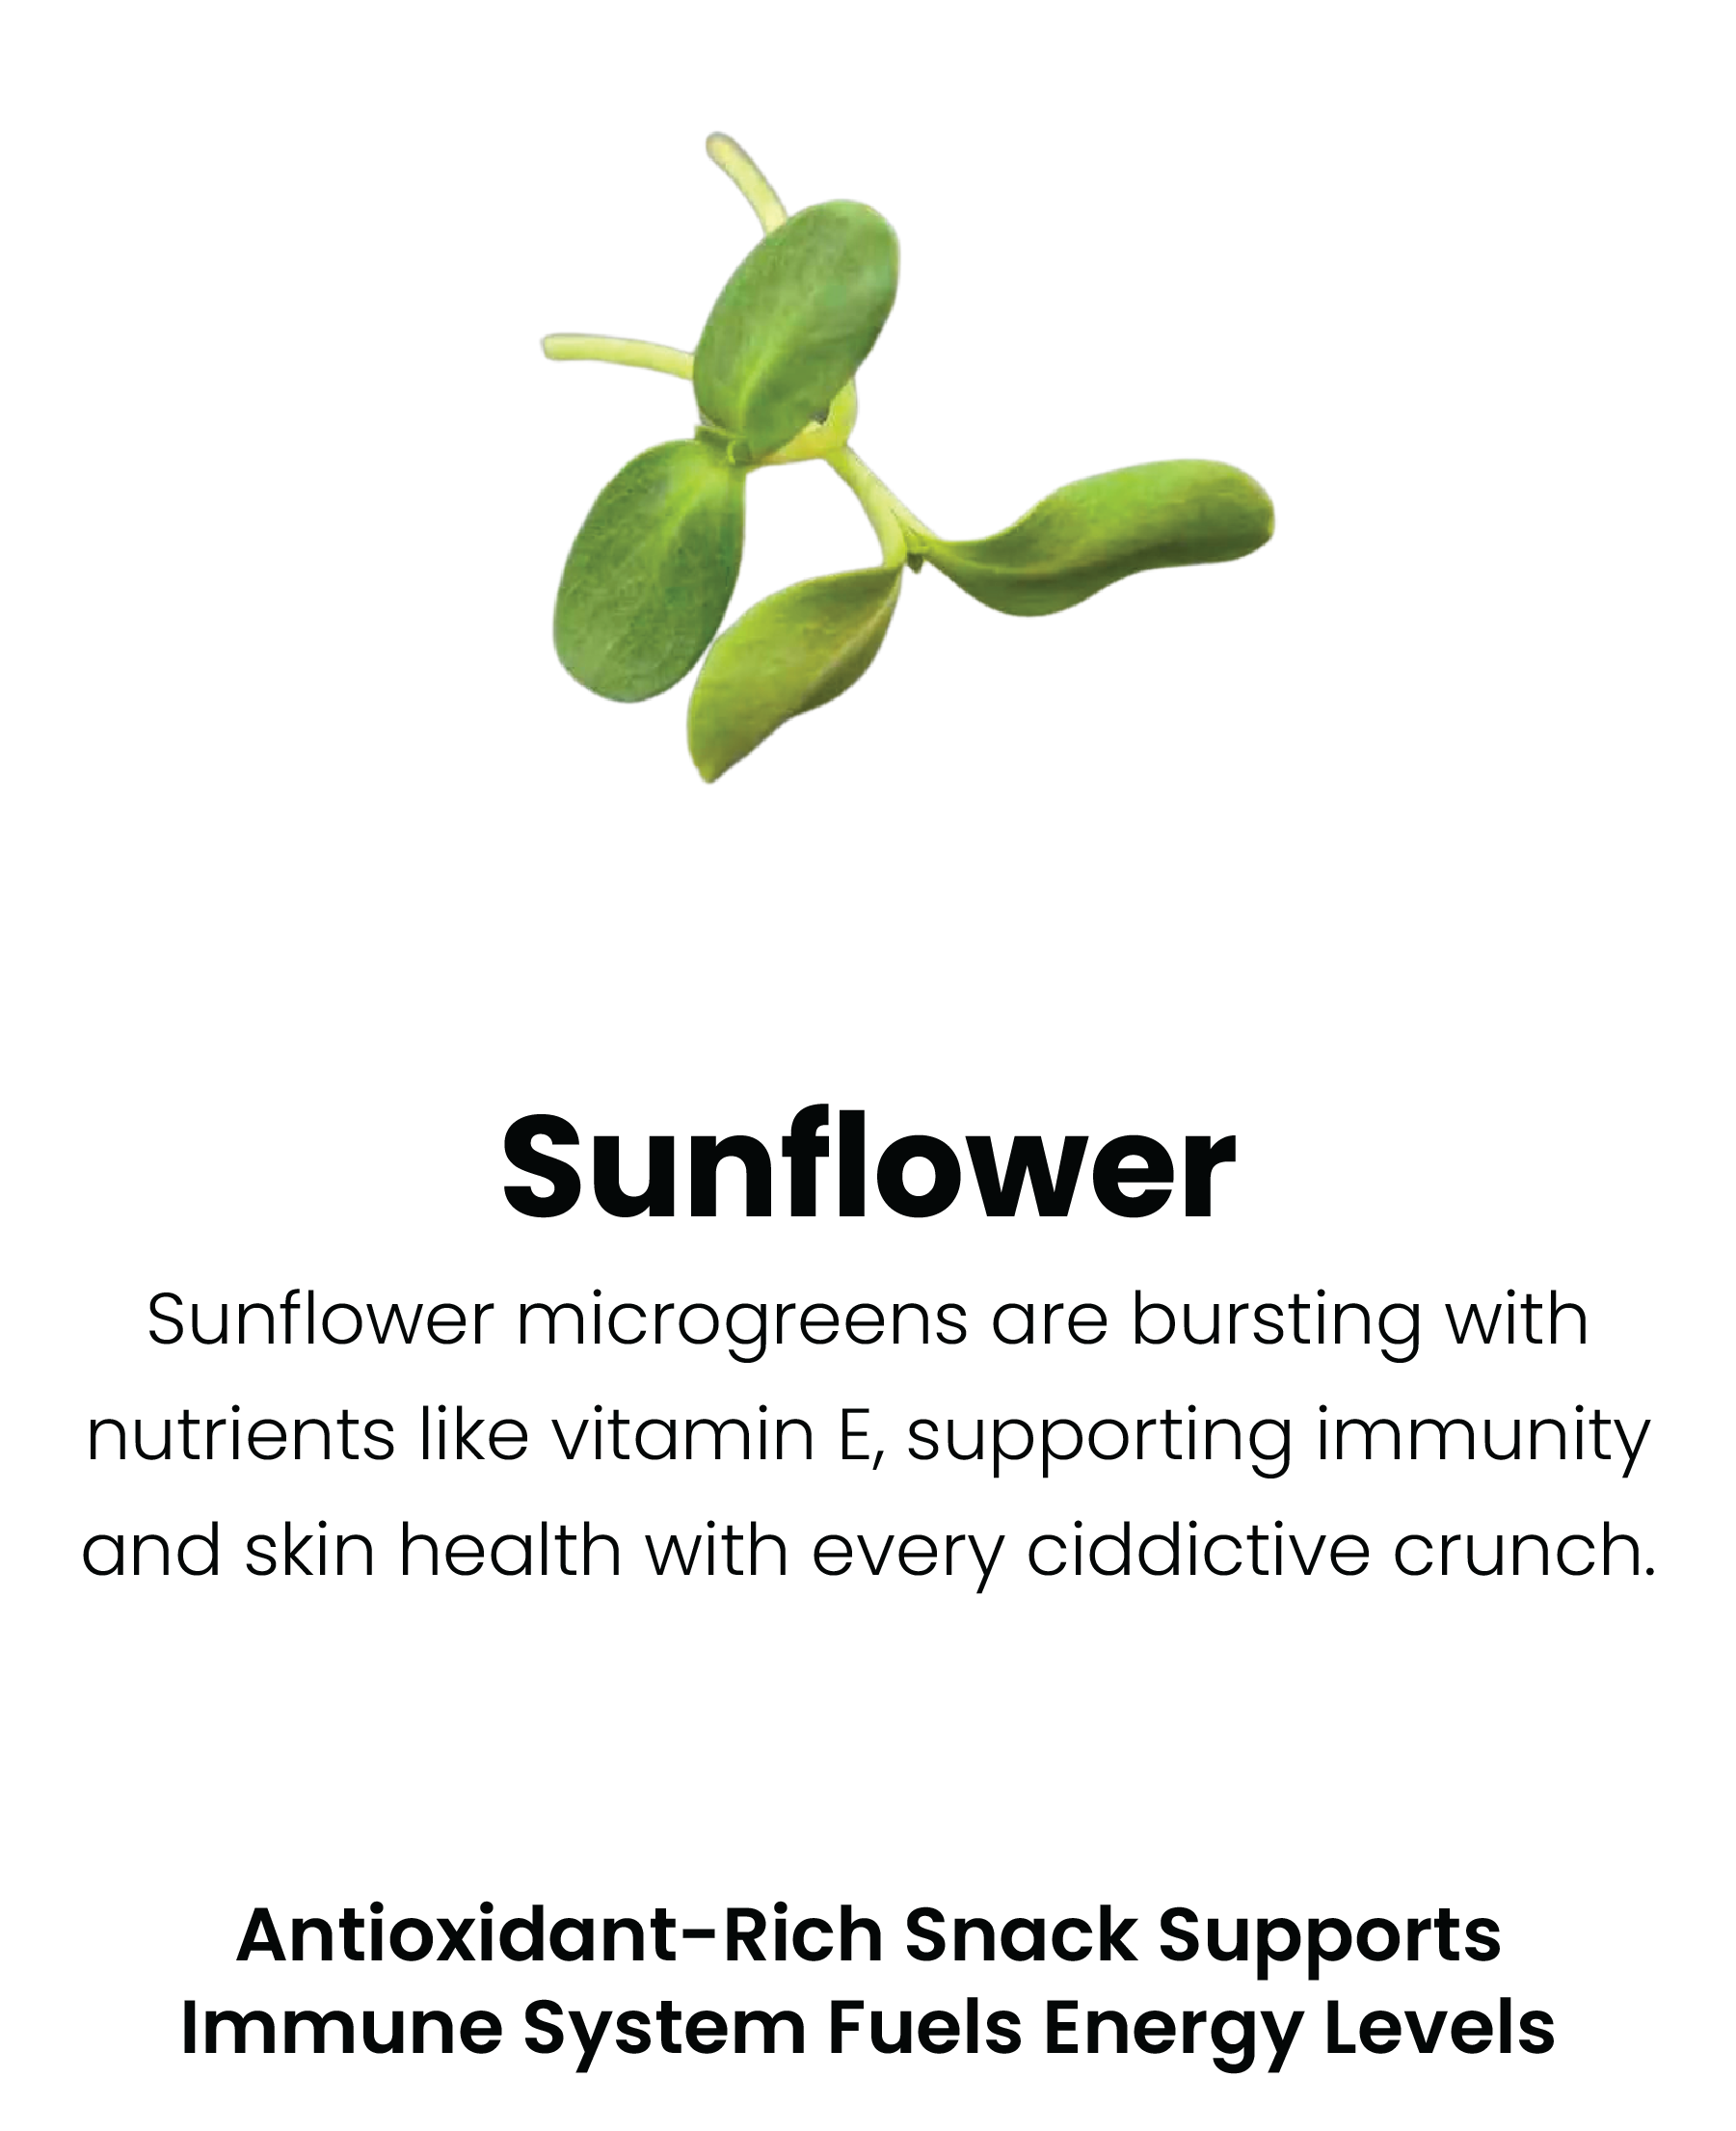 Sunflower
Sunflower microgreens are bursting with
nutrients like vitamin E, supporting immunity
and skin health with every ciddictive crunch.
Antioxidant-Rich Snack Supports
Immune System Fuels Energy Levels